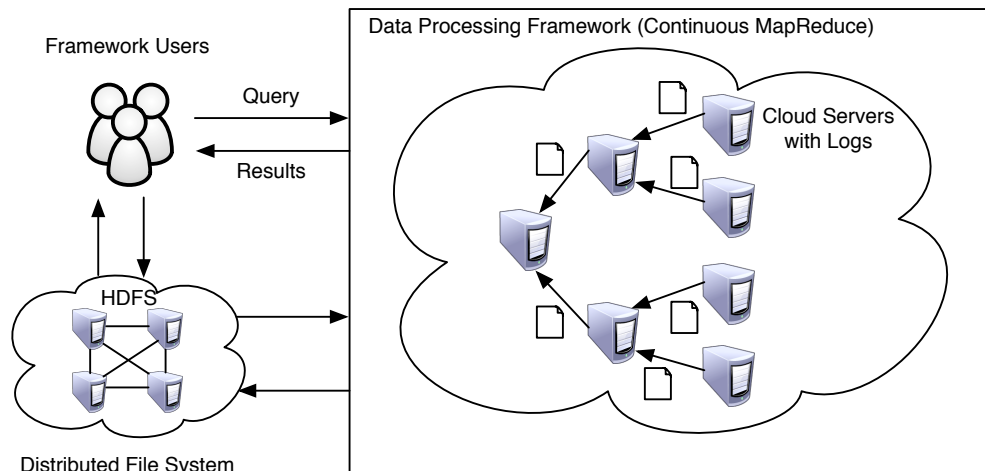 Data Processing Framework (Continuous MapReduce)
Framework Users
Query
Results
Cloud Servers
with Logs
HDFS
Distributed File System